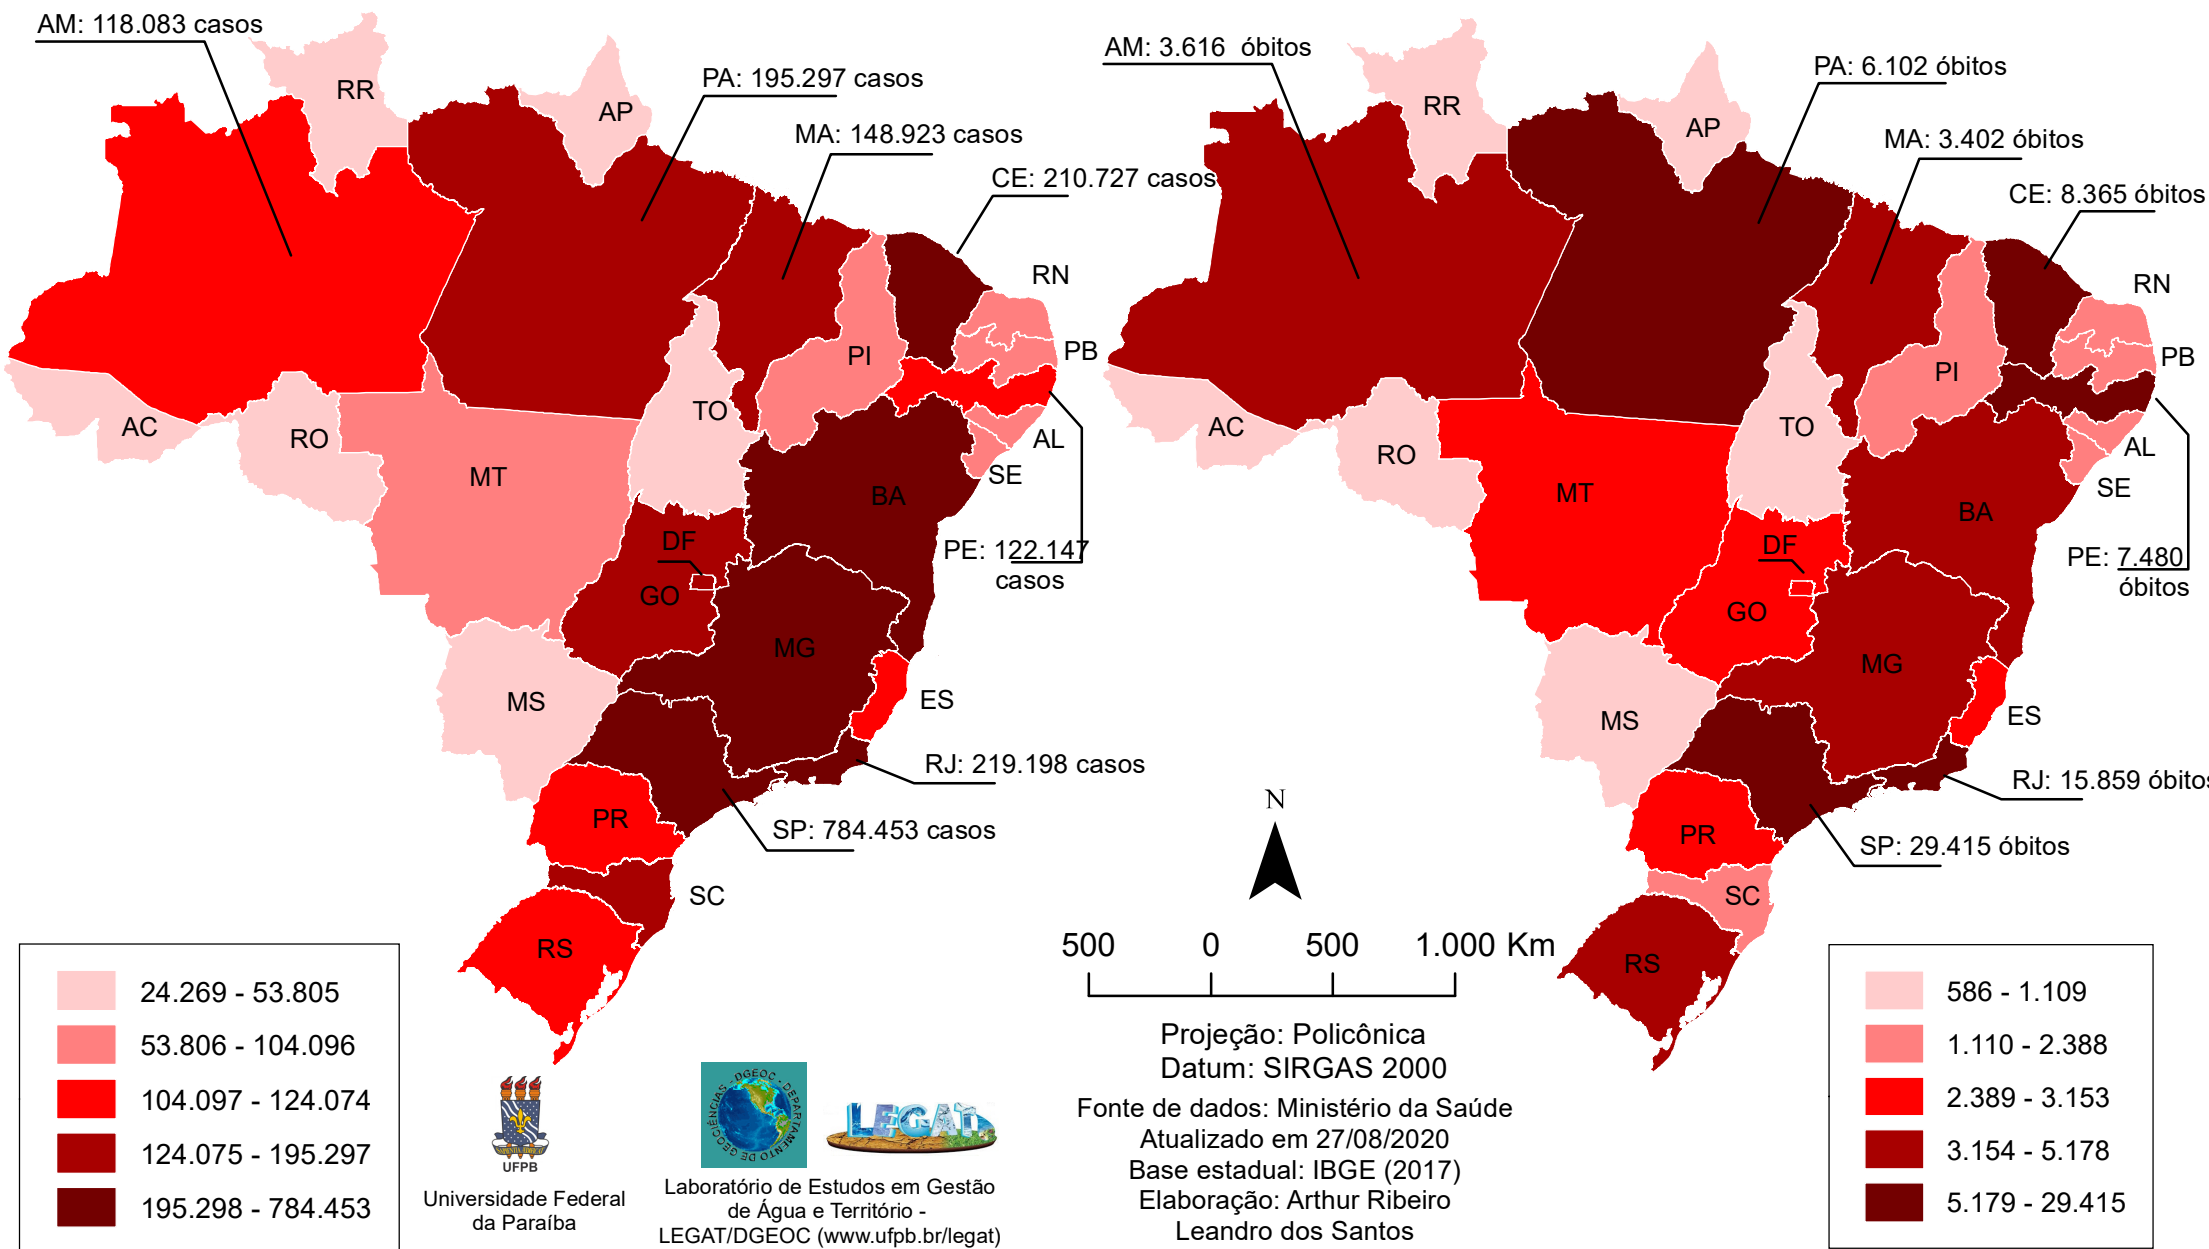 AM: 118.083 casos
RR
AP
PA: 195.297 casos
MA: 148.923 casos
CE: 210.727 casos
RN
PB
PI
TO
AC
RO
MT
AL
SE
BA
DF
GO
PE: 122.147
casos
MG
MS
ES
RJ: 219.198 casos
PR
SP: 784.453 casos
SC
RS
24.269 - 53.805
53.806 - 104.096
104.097 - 124.074
124.075 - 195.297
195.298 - 784.453
UFPB
Universidade Federal
da Paraíba
DGEOC - DEPARTAMENTO DE GEOCIÊNCIAS -
LEGAT
Laboratório de Estudos em Gestão
de Água e Território -
LEGAT/DGEOC (www.ufpb.br/legat)
AM: 3.616 óbitos
RR
AP
PA: 6.102 óbitos
MA: 3.402 óbitos
CE: 8.365 óbitos
RN
PB
PI
TO
AC
RO
MT
AL
SE
BA
DF
GO
PE: 7.480
óbitos
MG
MS
ES
RJ: 15.859 óbitos
PR
SP: 29.415 óbitos
SC
RS
N
500 0 500 1.000 Km
Projeção: Policônica
Datum: SIRGAS 2000
Fonte de dados: Ministério da Saúde
Atualizado em 27/08/2020
Base estadual: IBGE (2017)
Elaboração: Arthur Ribeiro
Leandro dos Santos
586 - 1.109
1.110 - 2.388
2.389 - 3.153
3.154 - 5.178
5.179 - 29.415